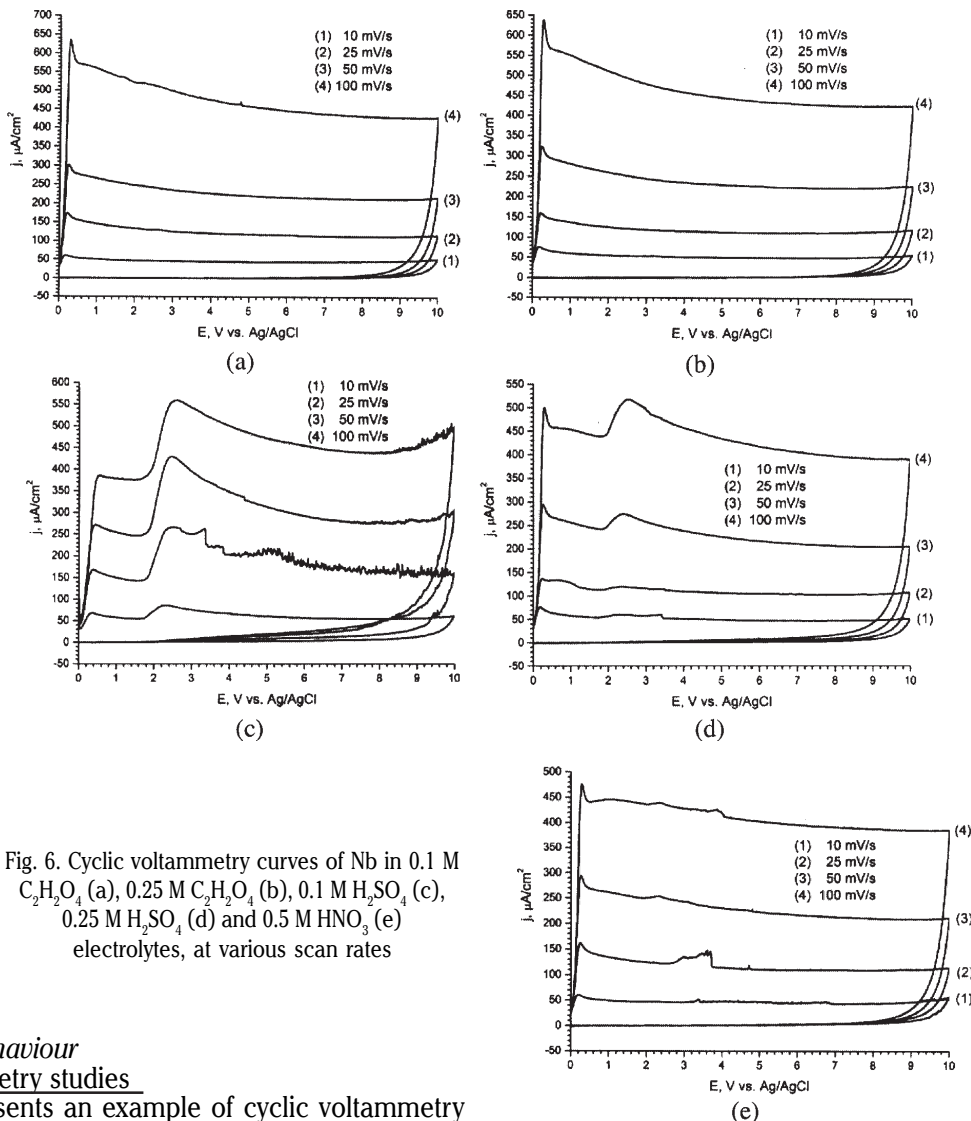 700
650
600
550
500
450
400
350
300
250
200
150
100
50
0
-50
j, µA/cm²
(1) 10 mV/s
(2) 25 mV/s
(3) 50 mV/s
(4) 100 mV/s
(4)
(3)
(2)
(1)
0 1 2 3 4 5 6 7 8 9 10
E, V vs. Ag/AgCl
(a)
650
600
550
500
450
400
350
300
250
200
150
100
50
0
-50
j, µA/cm²
(1) 10 mV/s
(2) 25 mV/s
(3) 50 mV/s
(4) 100 mV/s
(4)
(3)
(2)
(1)
0 1 2 3 4 5 6 7 8 9 10
E, V vs. Ag/AgCl
(b)
600
550
500
450
400
350
300
250
200
150
100
50
0
-50
j, µA/cm²
(1) 10 mV/s
(2) 25 mV/s
(3) 50 mV/s
(4) 100 mV/s
(4)
(3)
(2)
(1)
0 1 2 3 4 5 6 7 8 9 10
E, V vs. Ag/AgCl
(c)
550
500
450
400
350
300
250
200
150
100
50
0
-50
j, µA/cm²
(1) 10 mV/s
(2) 25 mV/s
(3) 50 mV/s
(4) 100 mV/s
(4)
(3)
(2)
(1)
0 1 2 3 4 5 6 7 8 9 10
E, V vs. Ag/AgCl
(d)
500
450
400
350
300
250
200
150
100
50
0
-50
j, µA/cm²
(1) 10 mV/s
(2) 25 mV/s
(3) 50 mV/s
(4) 100 mV/s
(4)
(3)
(2)
(1)
0 1 2 3 4 5 6 7 8 9 10
E, V vs. Ag/AgCl
(e)
Fig. 6. Cyclic voltammetry curves of Nb in 0.1 M
C₂H₂O₄ (a), 0.25 M C₂H₂O₄ (b), 0.1 M H₂SO₄ (c),
0.25 M H₂SO₄ (d) and 0.5 M HNO₃ (e)
electrolytes, at various scan rates
haviour
etry studies
sents an example of cyclic voltammetry